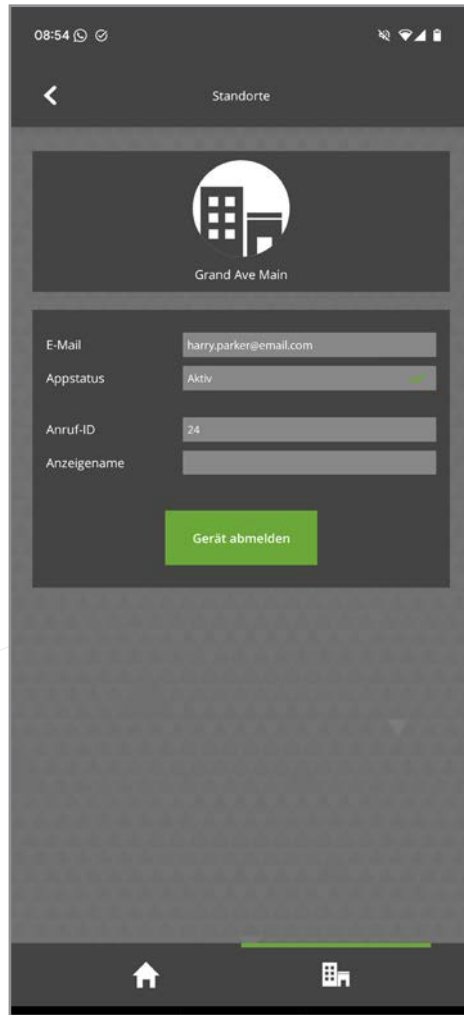 08:54
Standorte
Grand Ave Main
E-Mail harry.parker@email.com
Appstatus Aktiv
Anruf-ID 24
Anzeigename
Gerät abmelden